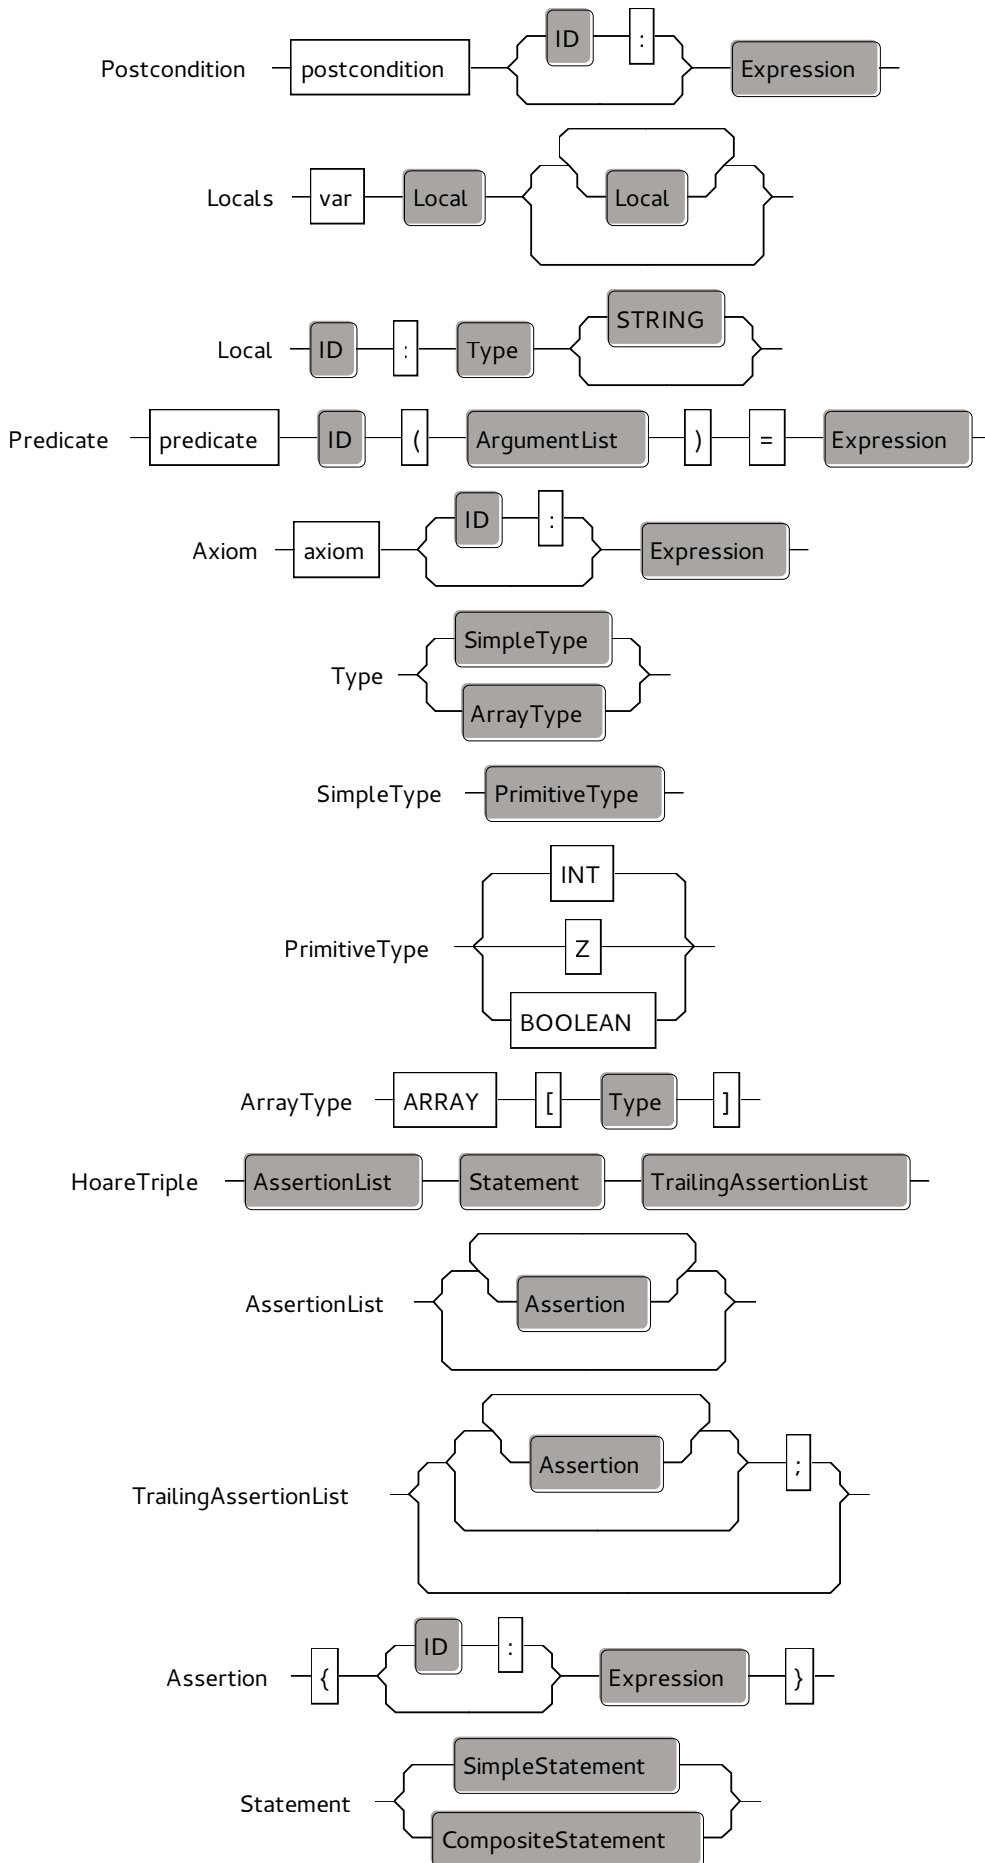 Postcondition postcondition ID : Expression
Locals var Local Local
Local ID : Type STRING
Predicate predicate ID ( ArgumentList ) = Expression
Axiom axiom ID : Expression
Type SimpleType
ArrayType
SimpleType PrimitiveType
PrimitiveType INT
Z
BOOLEAN
ArrayType ARRAY [ Type ]
HoareTriple AssertionList Statement TrailingAssertionList
AssertionList Assertion
TrailingAssertionList Assertion ;
Assertion { ID : Expression }
Statement SimpleStatement
CompositeStatement